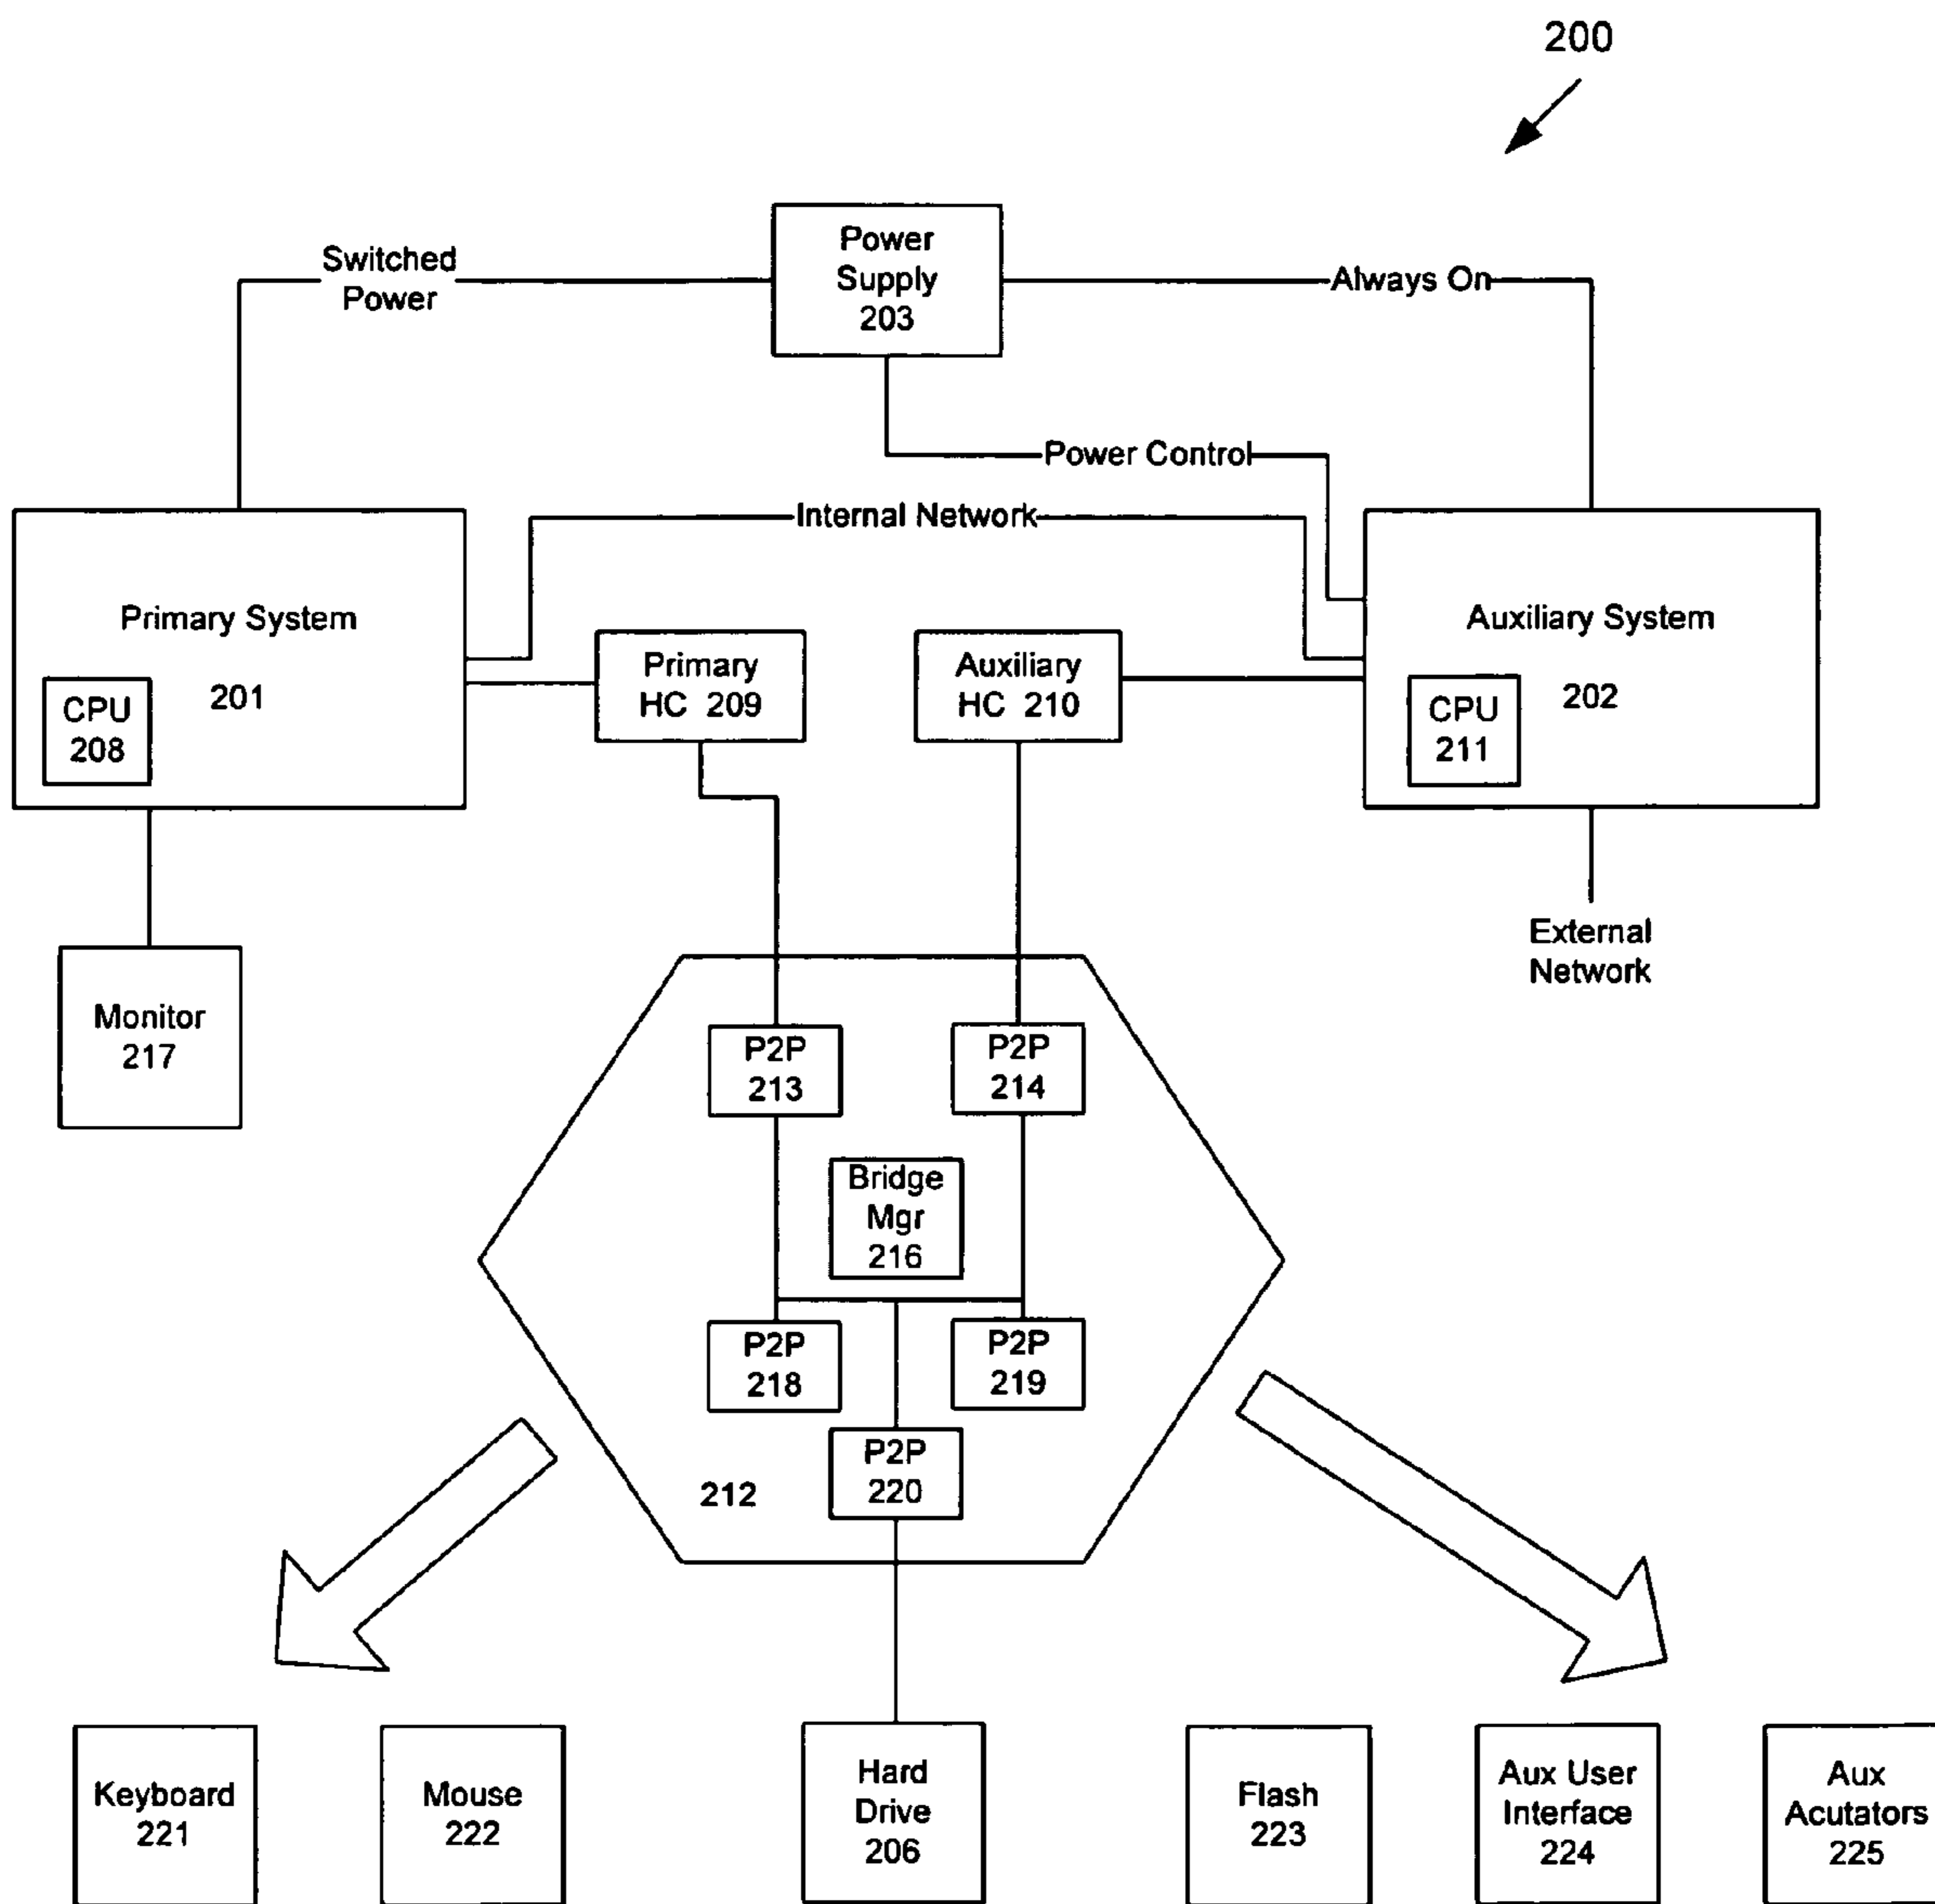 200
Power
Supply
203
Switched
Power
Always On
Power Control
Internal Network
Primary System
201
CPU
208
Primary
HC 209
Auxiliary
HC 210
Auxiliary System
202
CPU
211
External
Network
Monitor
217
P2P
213
P2P
214
Bridge
Mgr
216
P2P
218
P2P
219
P2P
220
212
Keyboard
221
Mouse
222
Hard
Drive
206
Flash
223
Aux User
Interface
224
Aux
Acutators
225